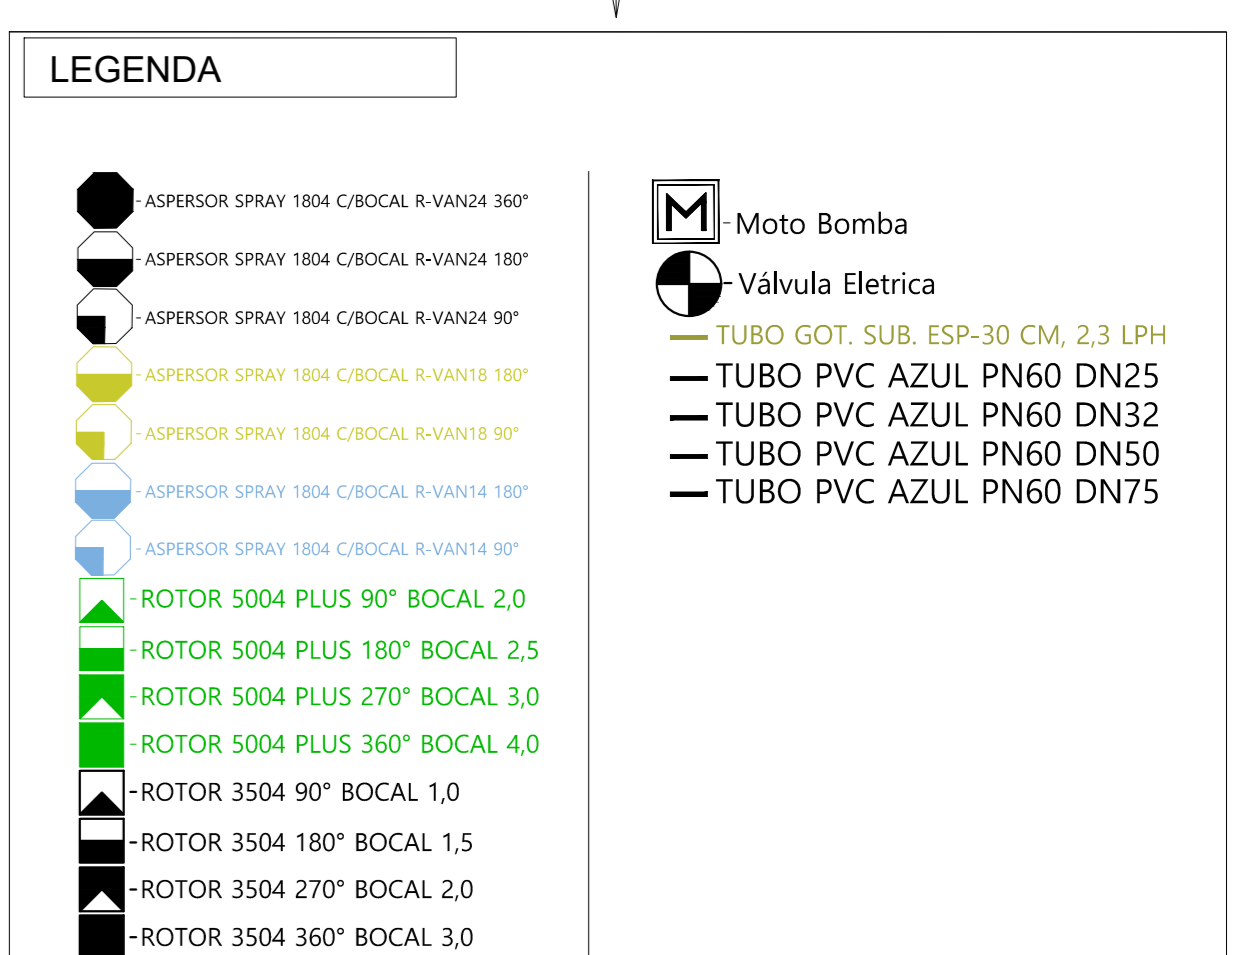 LEGENDA
- ASPERSOR SPRAY 1804 C/BOCAL R-VAN24 360°
- ASPERSOR SPRAY 1804 C/BOCAL R-VAN24 180°
- ASPERSOR SPRAY 1804 C/BOCAL R-VAN24 90°
- ASPERSOR SPRAY 1804 C/BOCAL R-VAN18 180°
- ASPERSOR SPRAY 1804 C/BOCAL R-VAN18 90°
- ASPERSOR SPRAY 1804 C/BOCAL R-VAN14 180°
- ASPERSOR SPRAY 1804 C/BOCAL R-VAN14 90°
-ROTOR 5004 PLUS 90° BOCAL 2,0
-ROTOR 5004 PLUS 180° BOCAL 2,5
-ROTOR 5004 PLUS 270° BOCAL 3,0
-ROTOR 5004 PLUS 360° BOCAL 4,0
-ROTOR 3504 90° BOCAL 1,0
-ROTOR 3504 180° BOCAL 1,5
-ROTOR 3504 270° BOCAL 2,0
-ROTOR 3504 360° BOCAL 3,0
M -Moto Bomba
- Válvula Eletrica
TUBO GOT. SUB. ESP-30 CM, 2,3 LPH
TUBO PVC AZUL PN60 DN25
TUBO PVC AZUL PN60 DN32
TUBO PVC AZUL PN60 DN50
TUBO PVC AZUL PN60 DN75